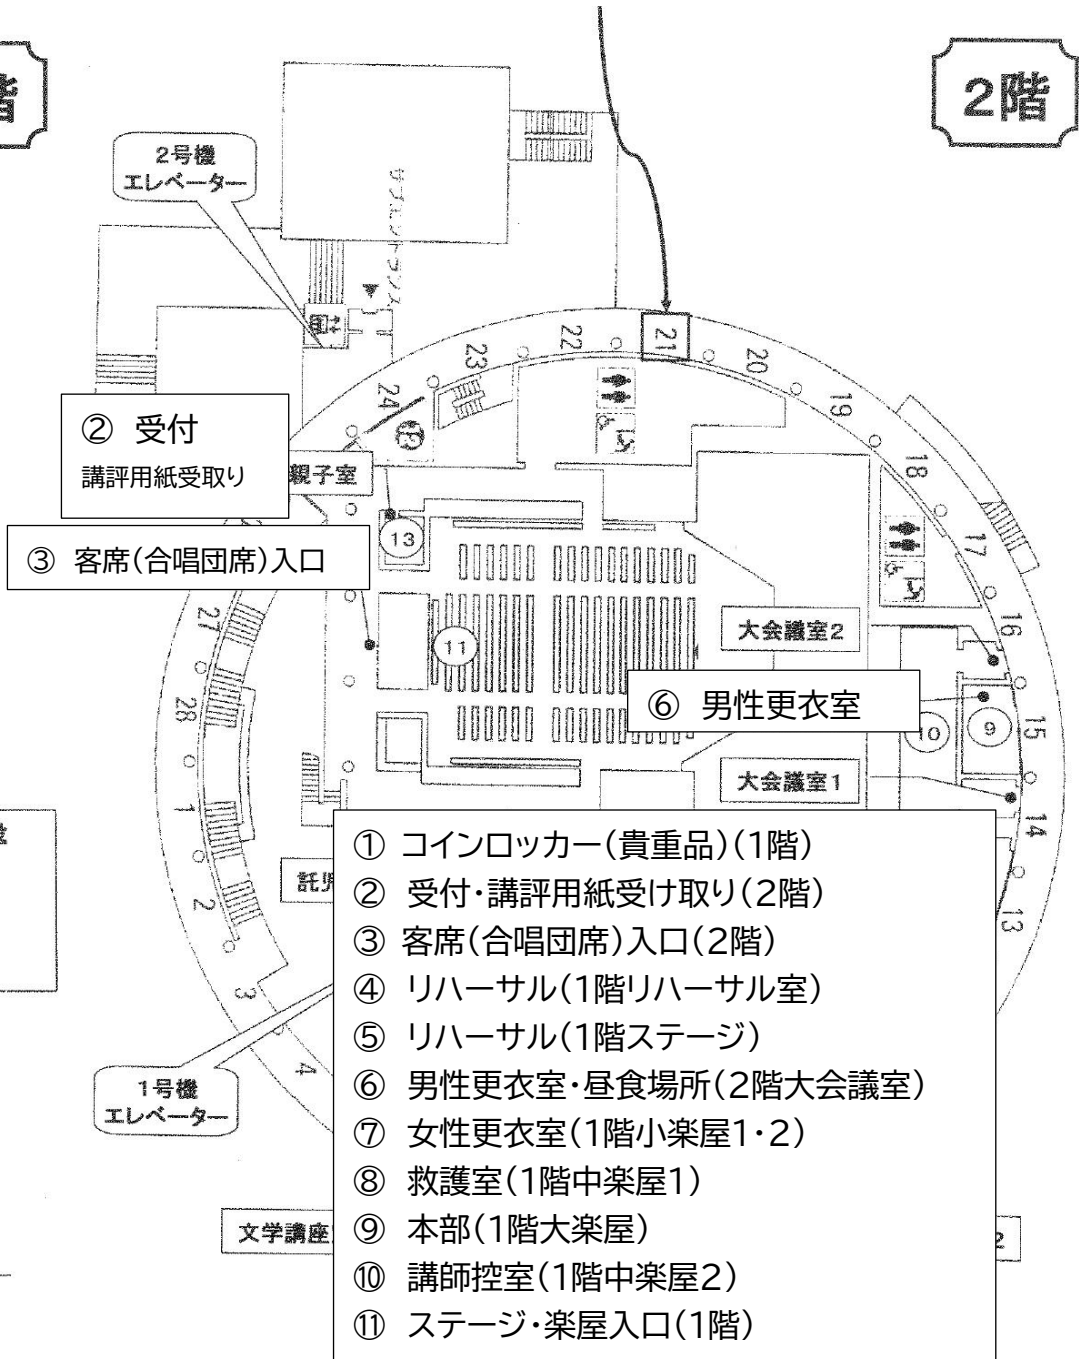 階
2階
2号機
エレベーター
サブエントランス
22
21
20
23
24
19
18
17
16
15
14
13
② 受付
講評用紙受取り
親子室
③ 客席(合唱団席)入口
13
11
27
28
1
2
3
4
大会議室2
⑥ 男性更衣室
10
9
大会議室1
託児
1号機
エレベーター
文学講座
2
① コインロッカー(貴重品)(1階)
② 受付・講評用紙受け取り(2階)
③ 客席(合唱団席)入口(2階)
④ リハーサル(1階リハーサル室)
⑤ リハーサル(1階ステージ)
⑥ 男性更衣室・昼食場所(2階大会議室)
⑦ 女性更衣室(1階小楽屋1・2)
⑧ 救護室(1階中楽屋1)
⑨ 本部(1階大楽屋)
⑩ 講師控室(1階中楽屋2)
⑪ ステージ・楽屋入口(1階)